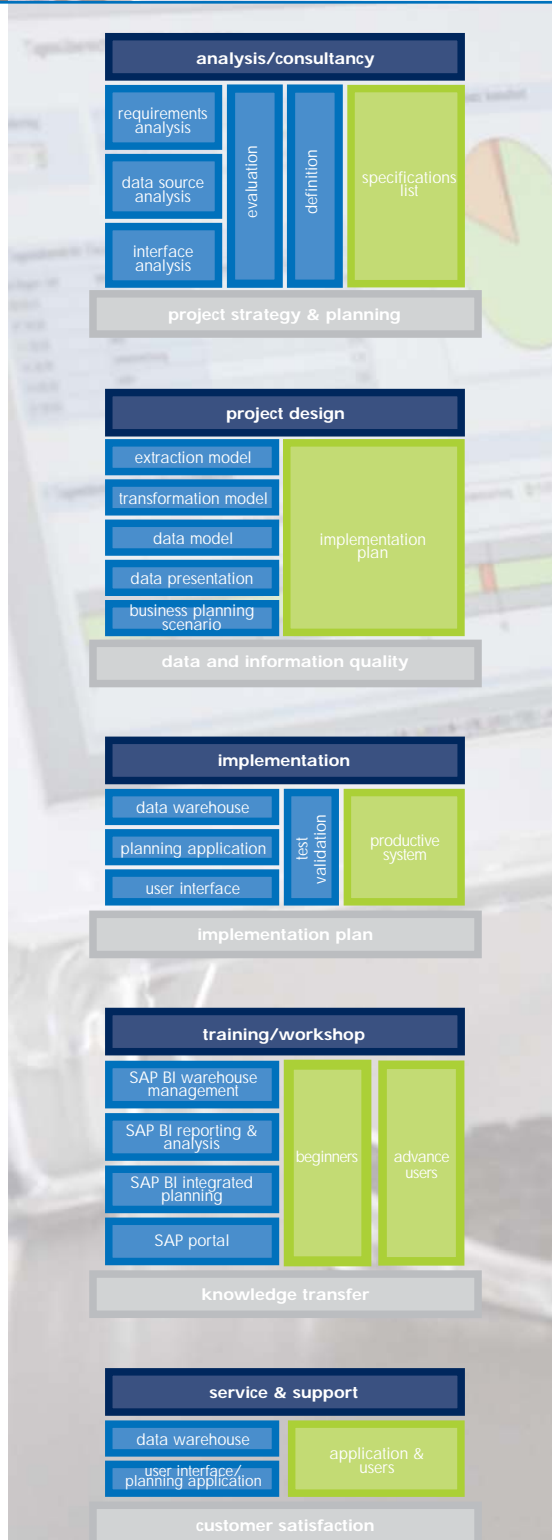 analysis/consultancy
requirements
analysis
data source
analysis
interface
analysis
evaluation
definition
specifications
list
project strategy & planning
project design
extraction model
transformation model
data model
data presentation
business planning
scenario
implementation
plan
data and information quality
implementation
data warehouse
planning application
user interface
test
validation
productive
system
implementation plan
training/workshop
SAP BI warehouse
management
SAP BI reporting &
analysis
SAP BI integrated
planning
SAP portal
beginners
advance
users
knowledge transfer
service & support
data warehouse
user interface/
planning application
application &
users
customer satisfaction